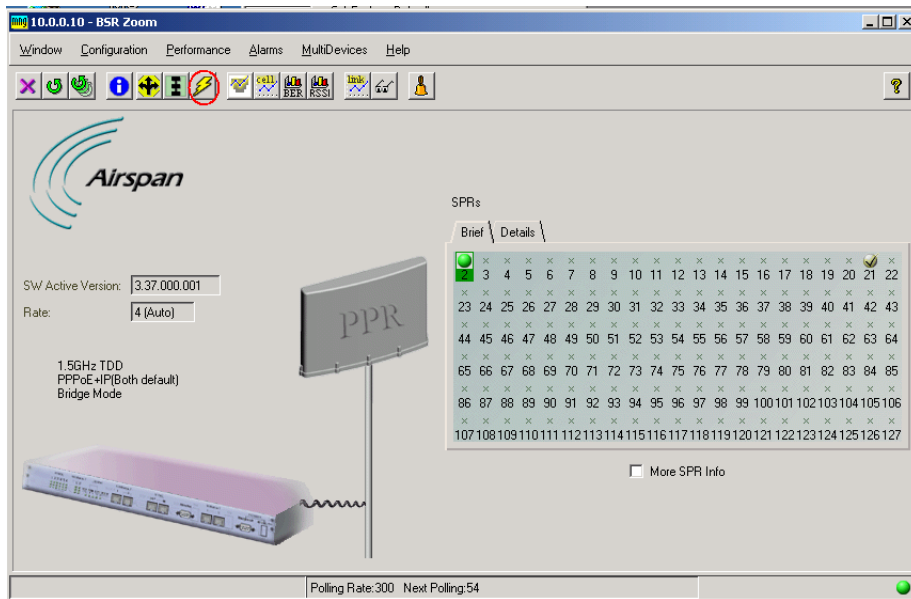 10.0.0.10 - BSR Zoom
Window Configuration Performance Alarms MultiDevices Help
cell BER RSSI link ?
Airspan
SPRs
Brief Details
2 3 4 5 6 7 8 9 10 11 12 13 14 15 16 17 18 19 20 21 22
SW Active Version: 3.37.000.001
23 24 25 26 27 28 29 30 31 32 33 34 35 36 37 38 39 40 41 42 43
Rate: 4 (Auto)
PPR
44 45 46 47 48 49 50 51 52 53 54 55 56 57 58 59 60 61 62 63 64
1.5GHz TDD
PPPoE+IP(Both default)
Bridge Mode
65 66 67 68 69 70 71 72 73 74 75 76 77 78 79 80 81 82 83 84 85
86 87 88 89 90 91 92 93 94 95 96 97 98 99 100 101 102 103 104 105 106
107 108 109 110 111 112 113 114 115 116 117 118 119 120 121 122 123 124 125 126 127
More SPR Info
Polling Rate:300 Next Polling:54